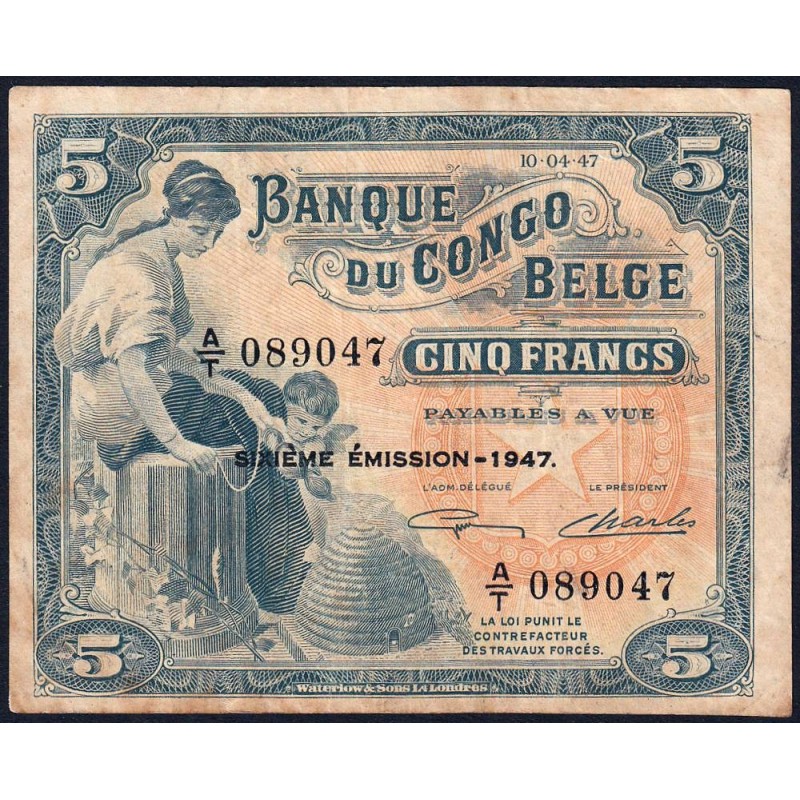 5
5
10·04·47
BANQUE
DU CONGO
BELGE
A/T 089047
CINQ FRANCS
PAYABLES A VUE
SIXIÈME ÉMISSION-1947.
L'ADM. DÉLÉGUÉ
LE PRÉSIDENT
Charles
A/T 089047
LA LOI PUNIT LE
CONTREFACTEUR
DES TRAVAUX FORCÉS.
5
5
Waterlow & Sons Ld Londres